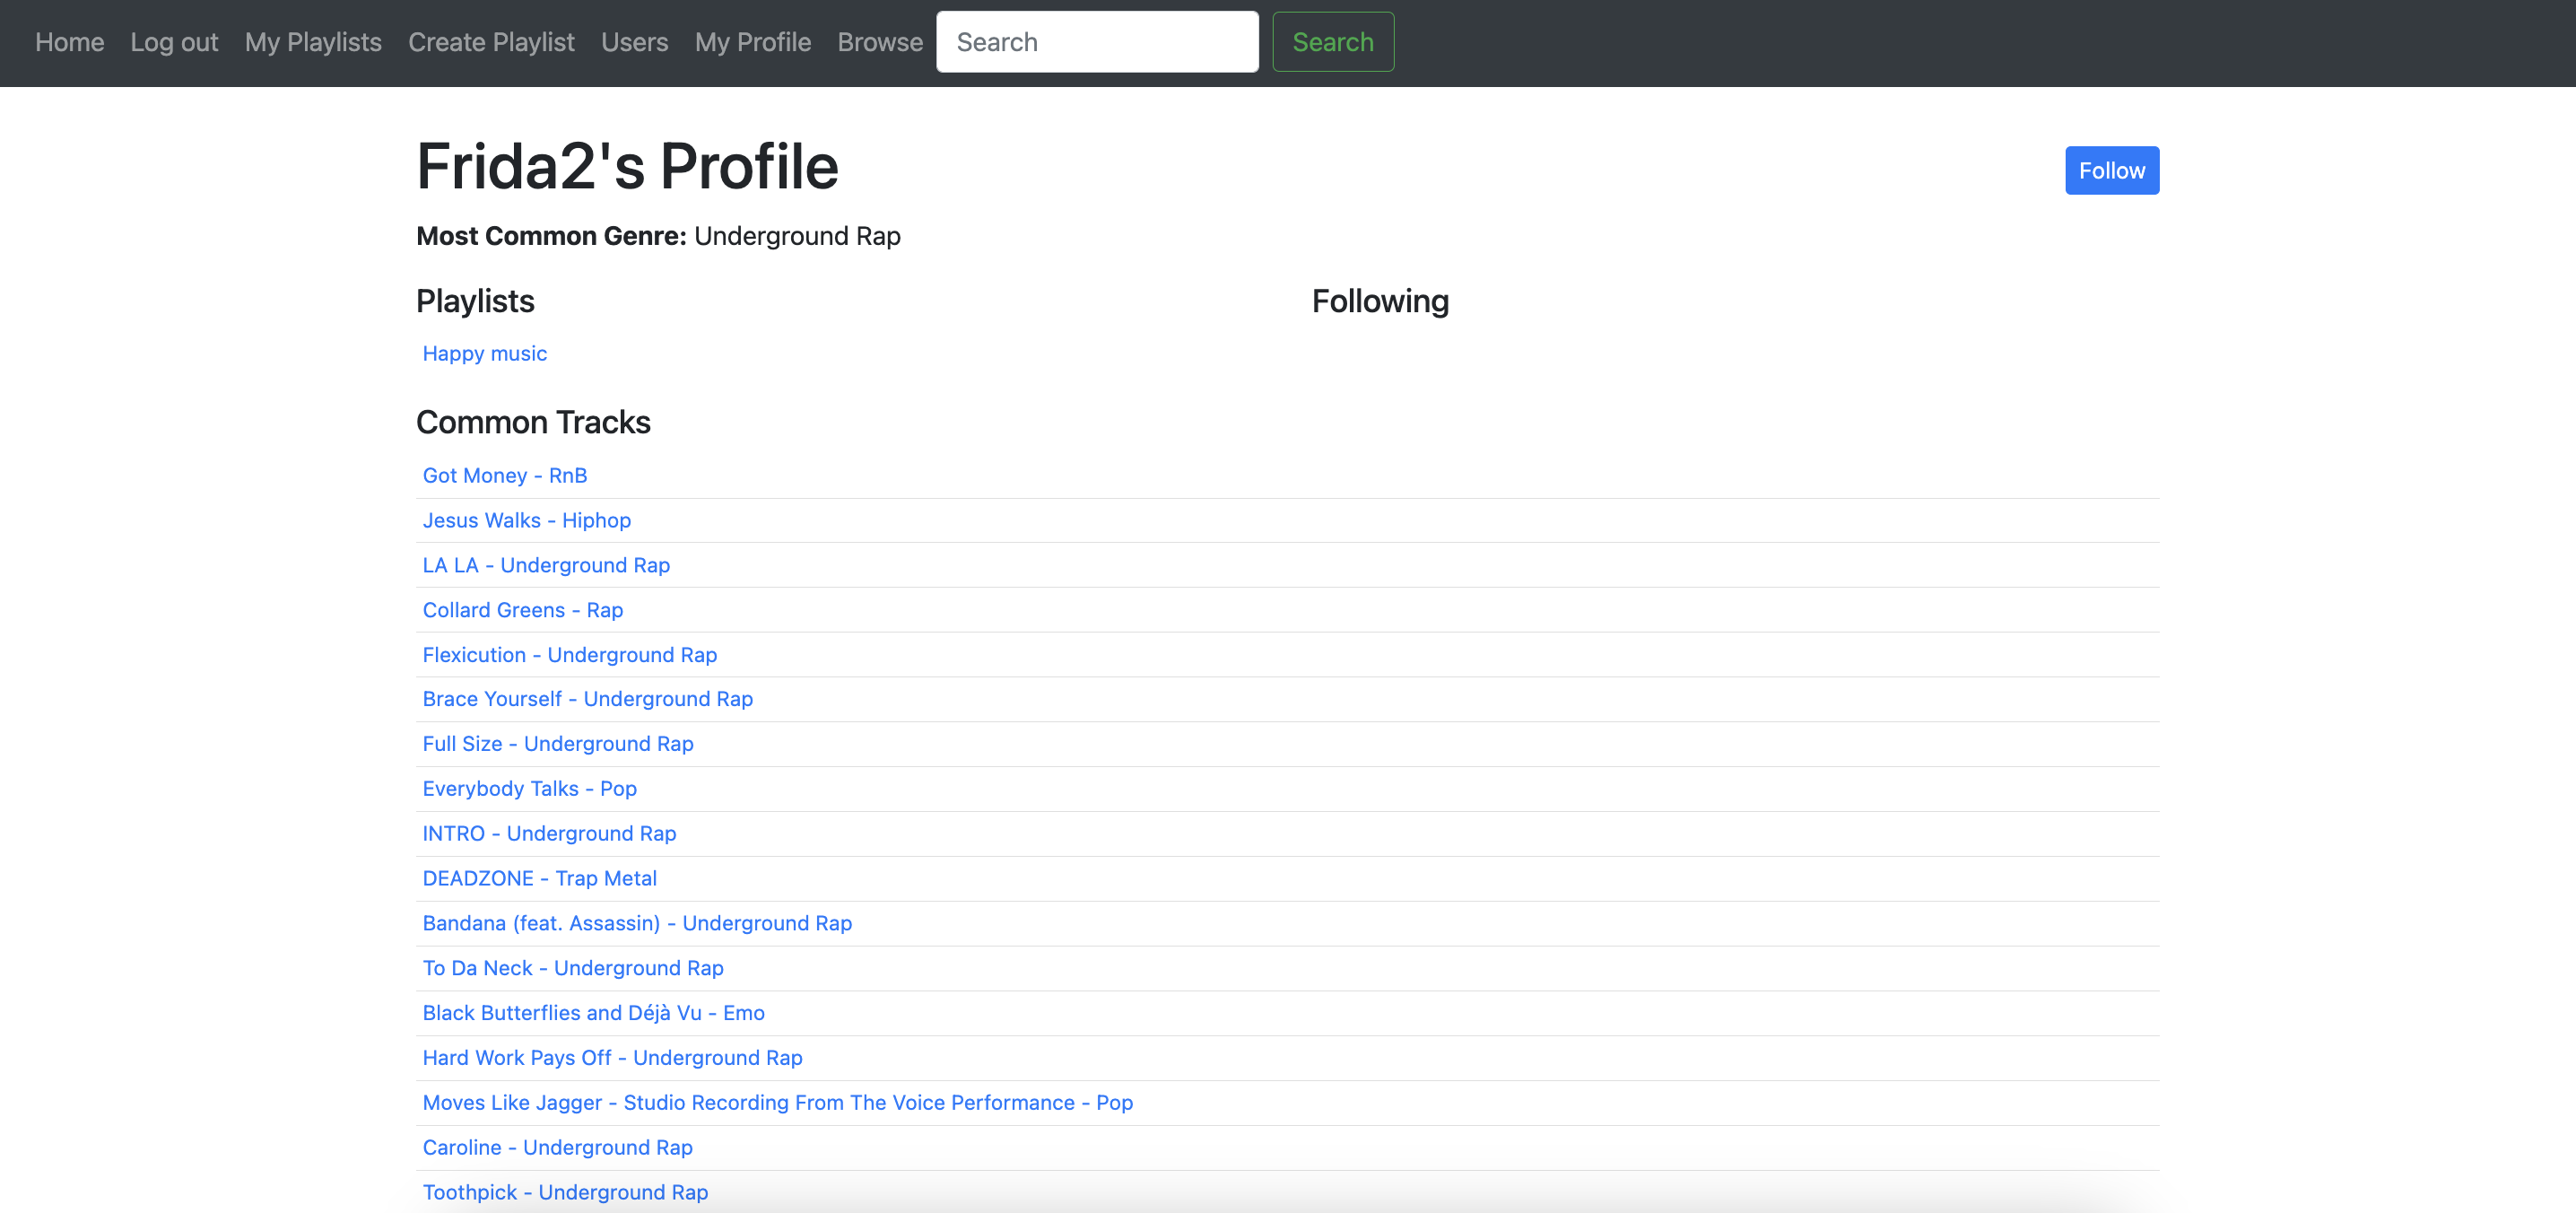 Home Log out My Playlists Create Playlist Users My Profile Browse Search Search
Frida2's Profile
Follow
Most Common Genre: Underground Rap
Playlists
Following
Happy music
Common Tracks
Got Money - RnB
Jesus Walks - Hiphop
LA LA - Underground Rap
Collard Greens - Rap
Flexicution - Underground Rap
Brace Yourself - Underground Rap
Full Size - Underground Rap
Everybody Talks - Pop
INTRO - Underground Rap
DEADZONE - Trap Metal
Bandana (feat. Assassin) - Underground Rap
To Da Neck - Underground Rap
Black Butterflies and Déjà Vu - Emo
Hard Work Pays Off - Underground Rap
Moves Like Jagger - Studio Recording From The Voice Performance - Pop
Caroline - Underground Rap
Toothpick - Underground Rap